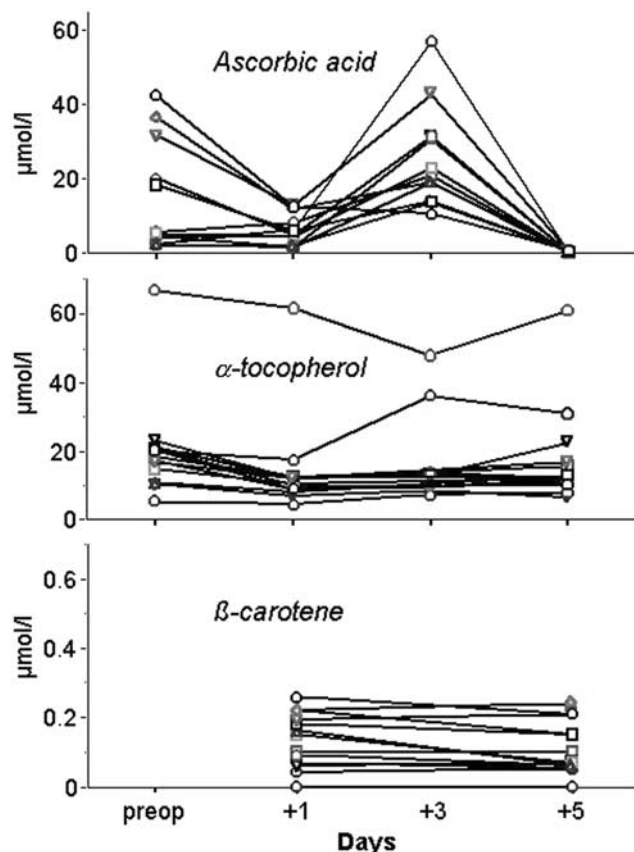 60
Ascorbic acid
40
µmol/l
20
0
60
α-tocopherol
40
µmol/l
20
0
0.6
ß-carotene
0.4
µmol/l
0.2
0
preop +1 +3 +5
Days